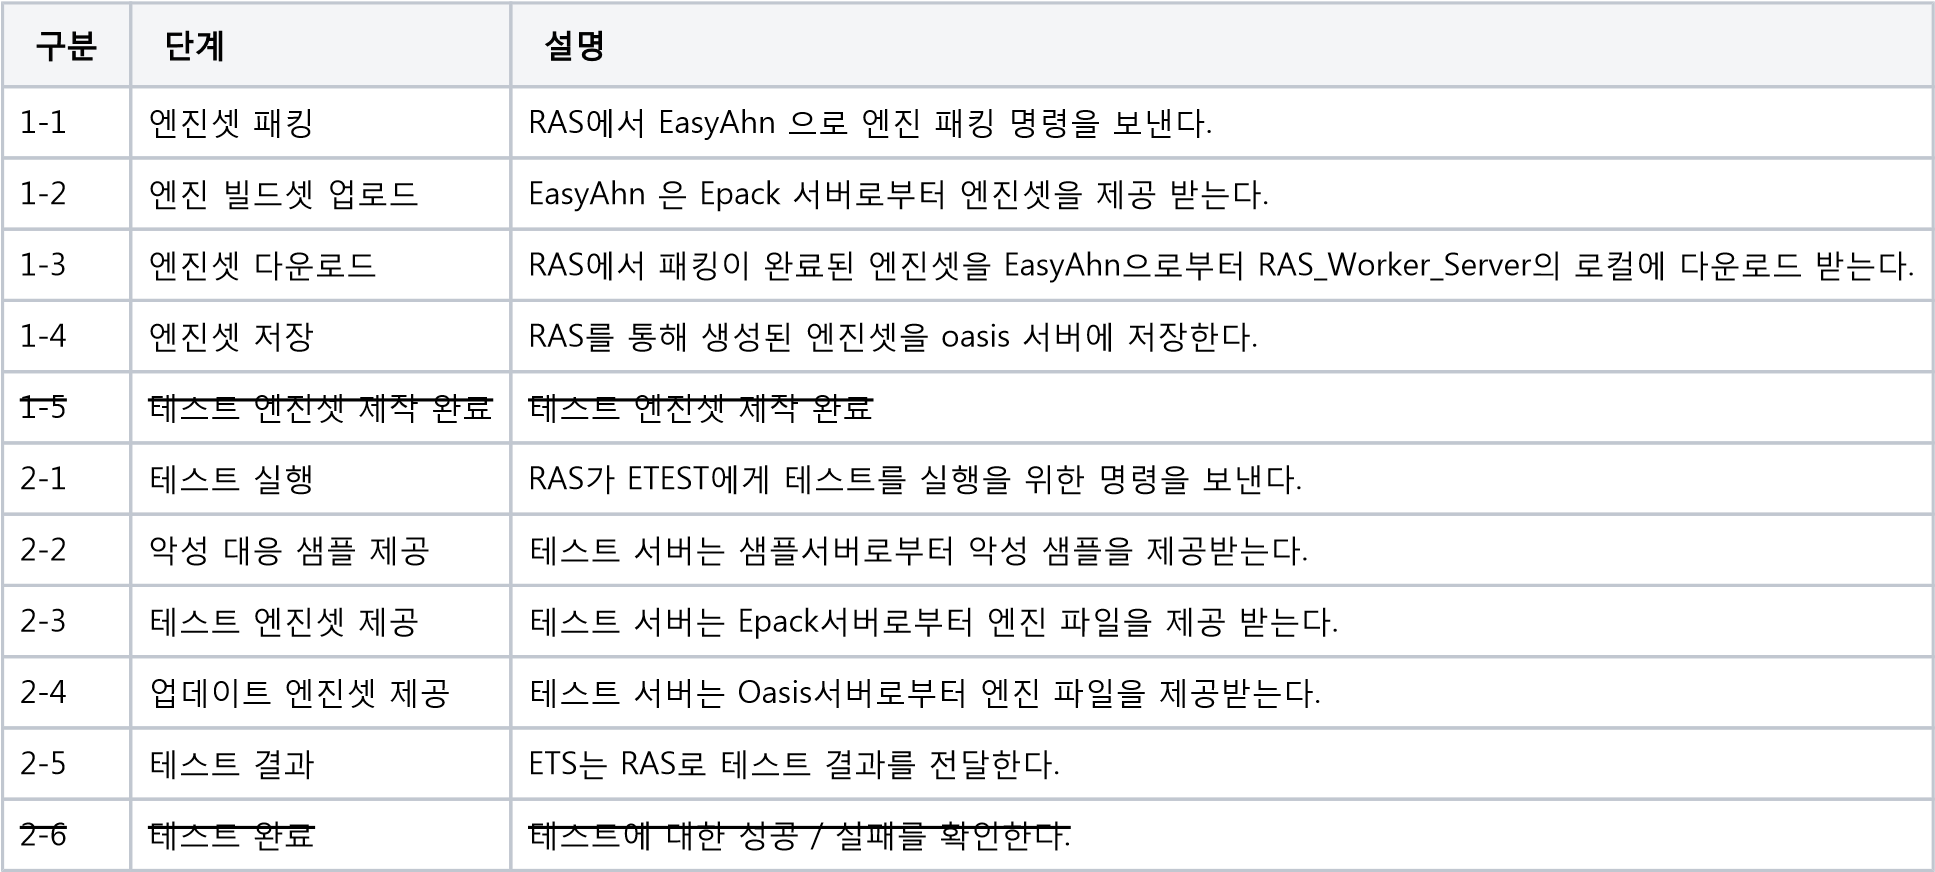 구분 단계 설명
1-1 엔진셋 패킹 RAS에서 EasyAhn 으로 엔진 패킹 명령을 보낸다.
1-2 엔진 빌드셋 업로드 EasyAhn 은 Epack 서버로부터 엔진셋을 제공 받는다.
1-3 엔진셋 다운로드 RAS에서 패킹이 완료된 엔진셋을 EasyAhn으로부터 RAS_Worker_Server의 로컬에 다운로드 받는다.
1-4 엔진셋 저장 RAS를 통해 생성된 엔진셋을 oasis 서버에 저장한다.
1-5 테스트 엔진셋 제작 완료 테스트 엔진셋 제작 완료
2-1 테스트 실행 RAS가 ETEST에게 테스트를 실행을 위한 명령을 보낸다.
2-2 악성 대응 샘플 제공 테스트 서버는 샘플서버로부터 악성 샘플을 제공받는다.
2-3 테스트 엔진셋 제공 테스트 서버는 Epack서버로부터 엔진 파일을 제공 받는다.
2-4 업데이트 엔진셋 제공 테스트 서버는 Oasis서버로부터 엔진 파일을 제공받는다.
2-5 테스트 결과 ETS는 RAS로 테스트 결과를 전달한다.
2-6 테스트 완료 테스트에 대한 성공 / 실패를 확인한다.